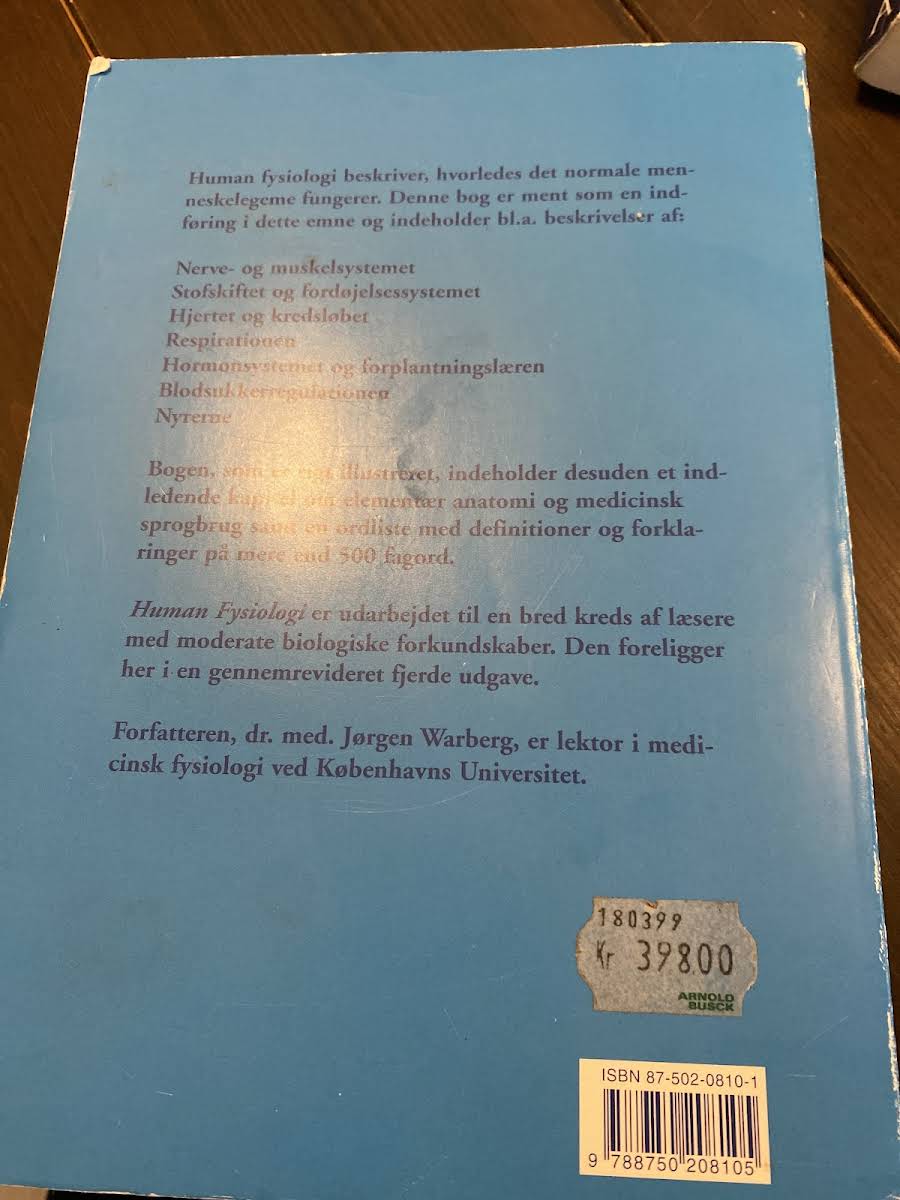 Human fysiologi beskriver, hvorledes det normale men-
neskelegeme fungerer. Denne bog er ment som en ind-
føring i dette emne og indeholder bl.a. beskrivelser af:
Nerve- og muskelsystemet
Stofskiftet og fordøjelsessystemet
Hjertet og kredsløbet
Respirationen
Hormonsystemet og forplantningslæren
Blodsukkerregulationen
Nyrerne
Bogen, som er illustreret, indeholder desuden et ind-
ledende kapitel om elementær anatomi og medicinsk
sprogbrug samt en ordliste med definitioner og forkla-
ringer på mere end 500 fagord.
Human Fysiologi er udarbejdet til en bred kreds af læsere
med moderate biologiske forkundskaber. Den foreligger
her i en gennemrevideret fjerde udgave.
Forfatteren, dr. med. Jørgen Warberg, er lektor i medi-
cinsk fysiologi ved Københavns Universitet.
180399
Kr 398.00
ARNOLD
BUSCK
ISBN 87-502-0810-1
9 788750 208105